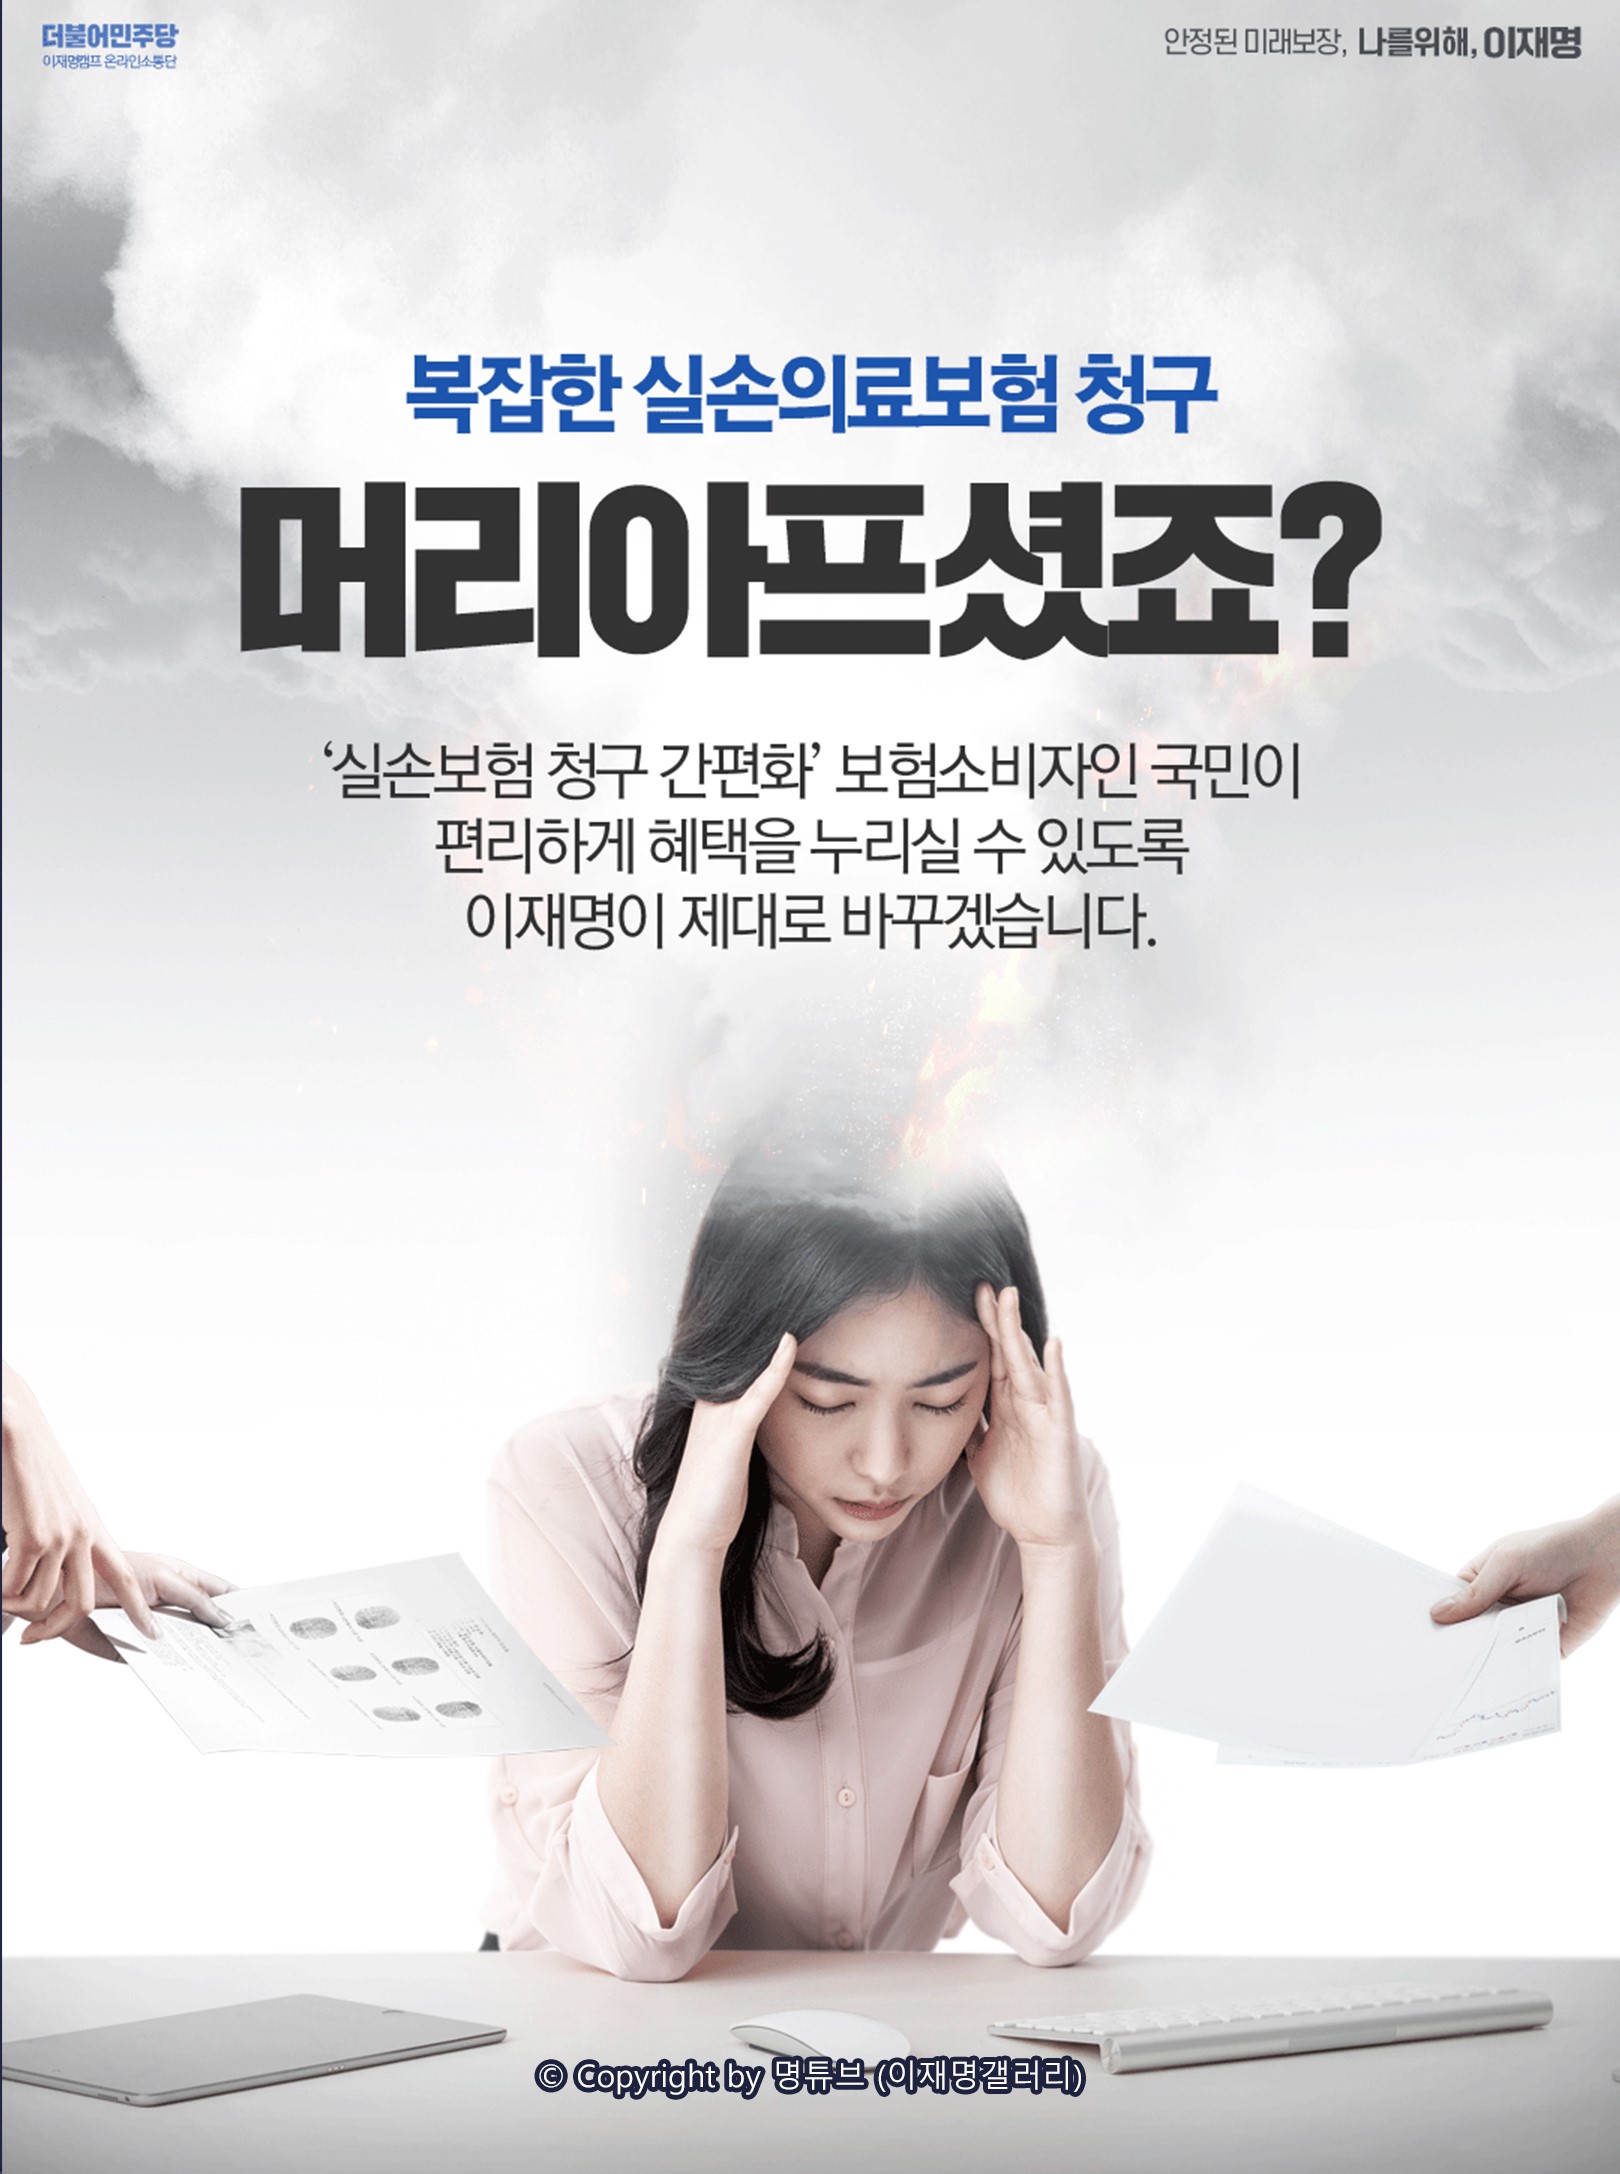 더불어민주당
이재명캠프 온라인소통단
안정된 미래보장, 나를위해, 이재명
복잡한 실손의료보험 청구
머리아프셨죠?
‘실손보험 청구 간편화’ 보험소비자인 국민이
편리하게 혜택을 누리실 수 있도록
이재명이 제대로 바꾸겠습니다.
© Copyright by 명튜브 (이재명갤러리)